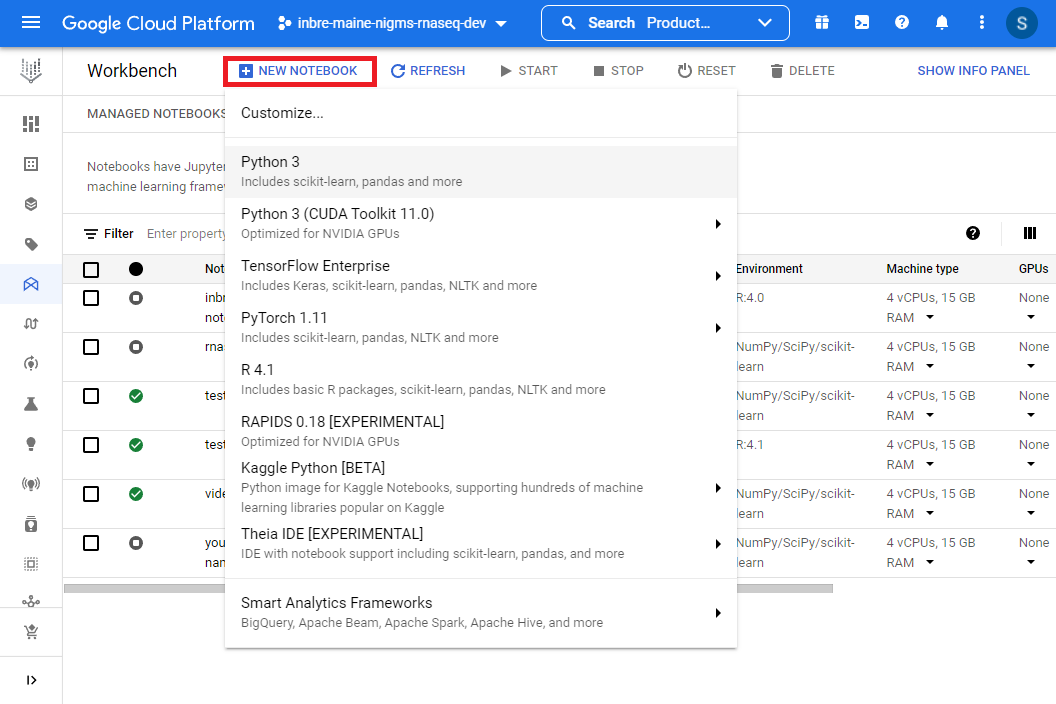 Google Cloud Platform
inbre-maine-nigms-rnaseq-dev
Search Product...
S
Workbench
NEW NOTEBOOK
REFRESH
START
STOP
RESET
DELETE
SHOW INFO PANEL
MANAGED NOTEBOOKS
Customize...
Notebooks have Jupyter
machine learning
Python 3
Includes scikit-learn, pandas and more
Python 3 (CUDA Toolkit 11.0)
Optimized for NVIDIA GPUs
TensorFlow Enterprise
Includes Keras, scikit-learn, pandas, NLTK and more
PyTorch 1.11
Includes scikit-learn, pandas, NLTK and more
R 4.1
Includes basic R packages, scikit-learn, pandas, NLTK and more
RAPIDS 0.18 [EXPERIMENTAL]
Optimized for NVIDIA GPUs
Kaggle Python [BETA]
Python image for Kaggle Notebooks, supporting hundreds of machine
learning libraries popular on Kaggle
Theia IDE [EXPERIMENTAL]
IDE with notebook support including scikit-learn, pandas, and more
Smart Analytics Frameworks
BigQuery, Apache Beam, Apache Spark, Apache Hive, and more
Filter Enter property
Environment Machine type GPUs
R:4.0 4 vCPUs, 15 GB None
RAM
NumPy/SciPy/scikit- 4 vCPUs, 15 GB None
learn RAM
test NumPy/SciPy/scikit- 4 vCPUs, 15 GB None
learn RAM
test R:4.1 4 vCPUs, 15 GB None
RAM
NumPy/SciPy/scikit- 4 vCPUs, 15 GB None
learn RAM
NumPy/SciPy/scikit- 4 vCPUs, 15 GB None
learn RAM